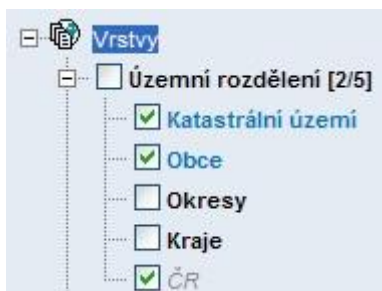 Vrstvy
Územní rozdělení [2/5]
Katastrální území
Obce
Okresy
Kraje
ČR